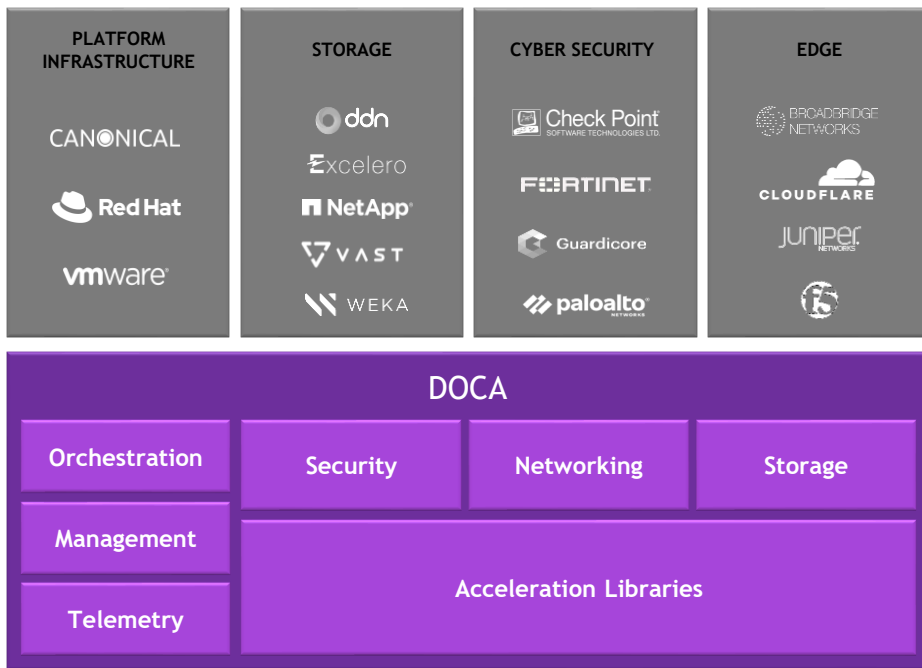 PLATFORM
INFRASTRUCTURE
CANONICAL
Red Hat
vmware®
STORAGE
ddn
Excelero
NetApp®
VAST
WEKA
CYBER SECURITY
Check Point®
SOFTWARE TECHNOLOGIES LTD.
FORTINET®
Guardicore
paloalto®
NETWORKS
EDGE
BROADBRIDGE
NETWORKS
CLOUDFLARE
JUNIPER
NETWORKS
f5
DOCA
Orchestration
Management
Telemetry
Security
Networking
Storage
Acceleration Libraries